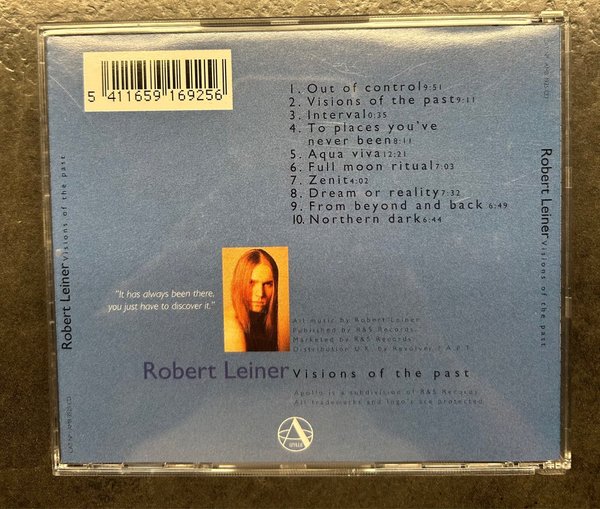 5 411659 169256
1. Out of control 9:51
2. Visions of the past 9:11
3. Interval 0:35
4. To places you've
never been 8:11
5. Aqua viva 12:21
6. Full moon ritual 7:03
7. Zenit 4:02
8. Dream or reality 7:32
9. From beyond and back 6:49
10. Northern dark 6:44
"It has always been there,
you just have to discover it."
All music by Robert Leiner.
Published by R&S Records.
Marketed by R&S Records.
Distribution U.K. by Revolver / A.P.T.
Robert Leiner Visions of the past
Apollo is a subdivision of R&S Records.
All trademarks and logo's are protected.
A
APOLLO
Robert Leiner Visions of the past
Robert Leiner Visions of the past